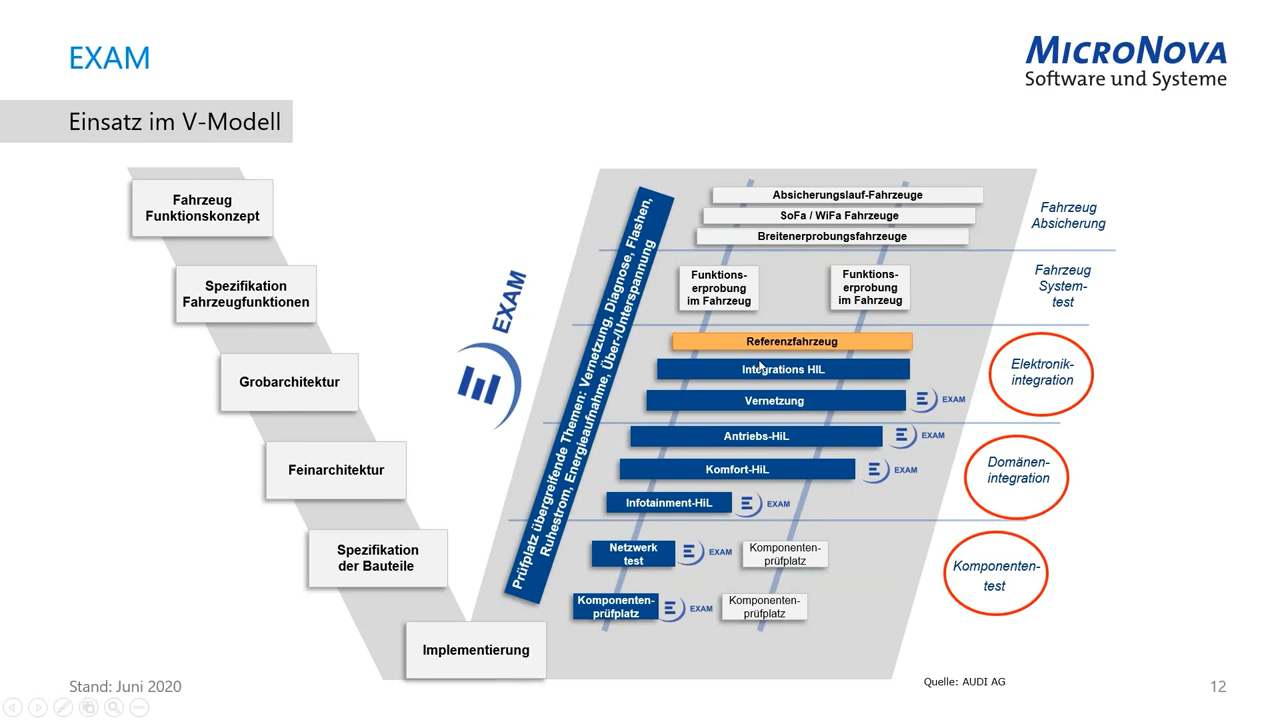 EXAM
MICRONOVA
Software und Systeme
Einsatz im V-Modell
Fahrzeug
Funktionskonzept
Spezifikation
Fahrzeugfunktionen
Grobarchitektur
Feinarchitektur
Spezifikation
der Bauteile
Implementierung
EXAM
Prüfplatz übergreifende Themen: Vernetzung, Diagnose, Flashen,
Ruhestrom, Energieaufnahme, Über-/Unterspannung
Absicherungslauf-Fahrzeuge
SoFa / WiFa Fahrzeuge
Breitenerprobungsfahrzeuge
Fahrzeug
Absicherung
Funktions-
erprobung
im Fahrzeug
Funktions-
erprobung
im Fahrzeug
Fahrzeug
System-
test
Referenzfahrzeug
Integrations HIL
Vernetzung
EXAM
Elektronik-
integration
Antriebs-HiL
EXAM
Komfort-HiL
EXAM
Infotainment-HiL
EXAM
Domänen-
integration
Netzwerk
test
EXAM
Komponenten-
prüfplatz
Komponenten-
prüfplatz
EXAM
Komponenten-
prüfplatz
Komponenten-
test
Stand: Juni 2020
Quelle: AUDI AG
12